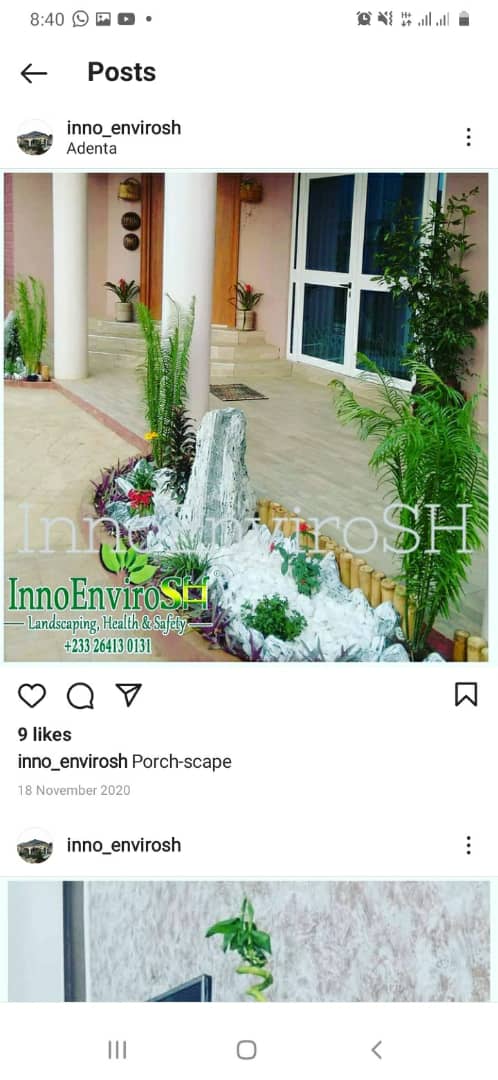 8:40
Posts
inno_envirosh
Adenta
InnoEnviroSH
InnoEnviroSH
Landscaping, Health & Safety
+233 26413 0131
9 likes
inno_envirosh Porch-scape
18 November 2020
inno_envirosh